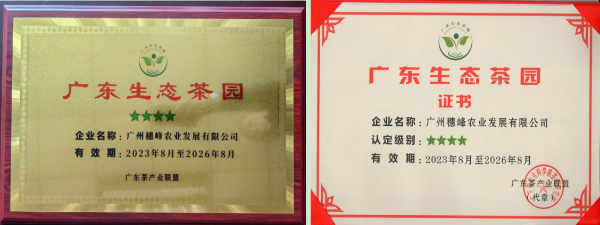 广东生态茶园
★★★★
企业名称：广州穗峰农业发展有限公司
有 效 期：2023年8月至2026年8月
广东茶产业联盟
广东生态茶园
证书
企业名称：广州穗峰农业发展有限公司
认定级别：★★★★
有 效 期：2023年8月至2026年8月
广东茶产业联盟
（代章）